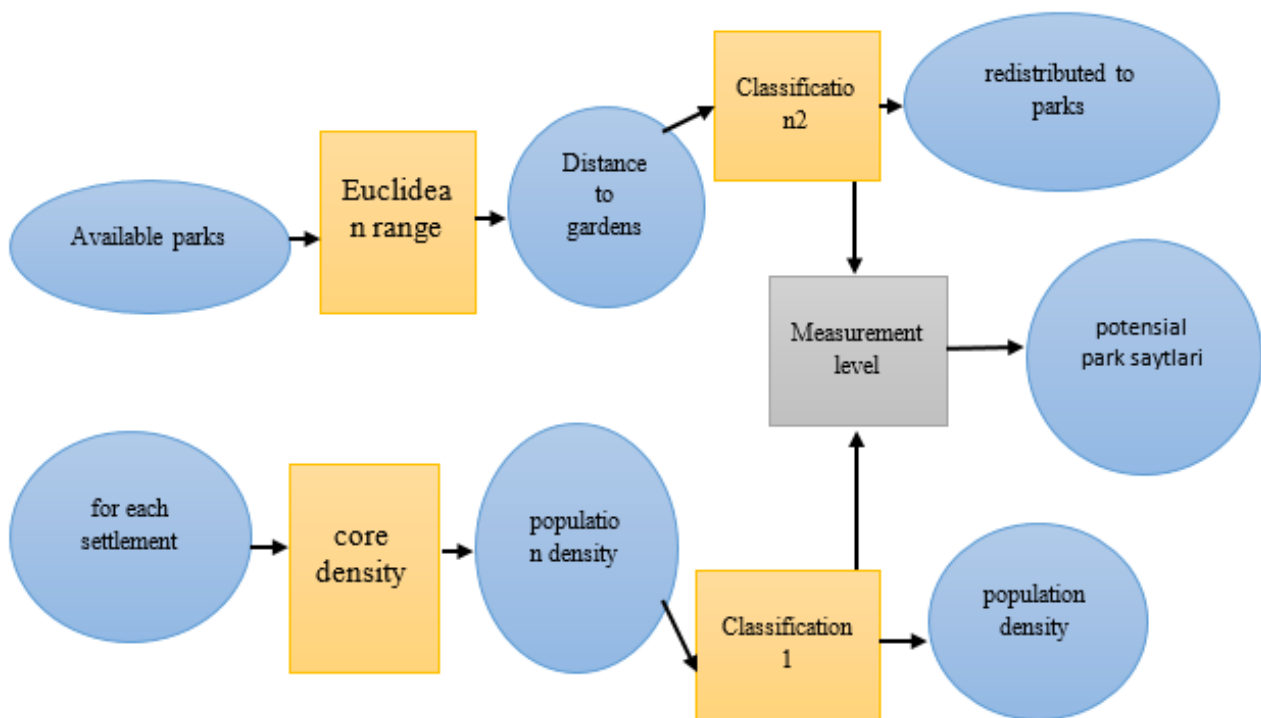 Available parks
Euclidea
n range
Distance
to
gardens
Classificatio
n2
redistributed to
parks
Measurement
level
potensial
park saytlari
for each
settlement
core
density
populatio
n density
Classification
1
population
density